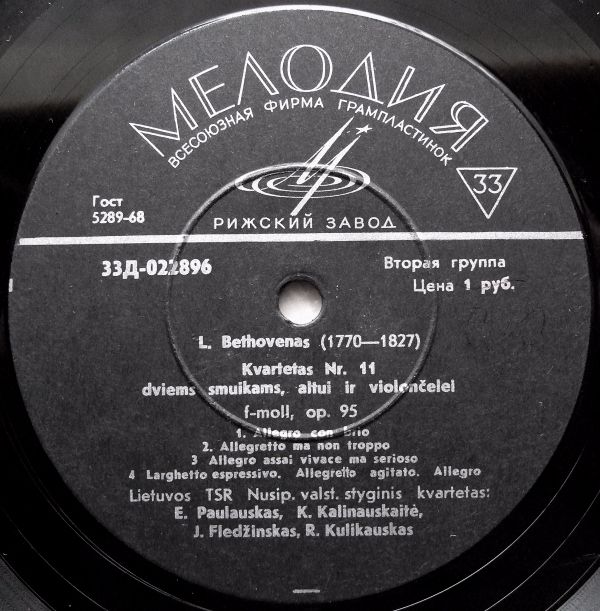 МЕЛОДИЯ
ВСЕСОЮЗНАЯ ФИРМА ГРАМПЛАСТИНОК
33
Гост
5289-68
РИЖСКИЙ ЗАВОД
33Д-022896
Вторая группа
Цена 1 руб.
L. Bethovenas (1770—1827)
Kvartetas Nr. 11
dviems smuikams, altui ir violončelei
f-moll, op. 95
1. Allegro con brio
2. Allegretto ma non troppo
3 Allegro assai vivace ma serioso
4 Larghetto espressivo. Allegretto agitato. Allegro
Lietuvos TSR Nusip. valst. styginis kvartetas:
E. Paulauskas, K. Kalinauskaitė,
J. Fledžinskas, R. Kulikauskas